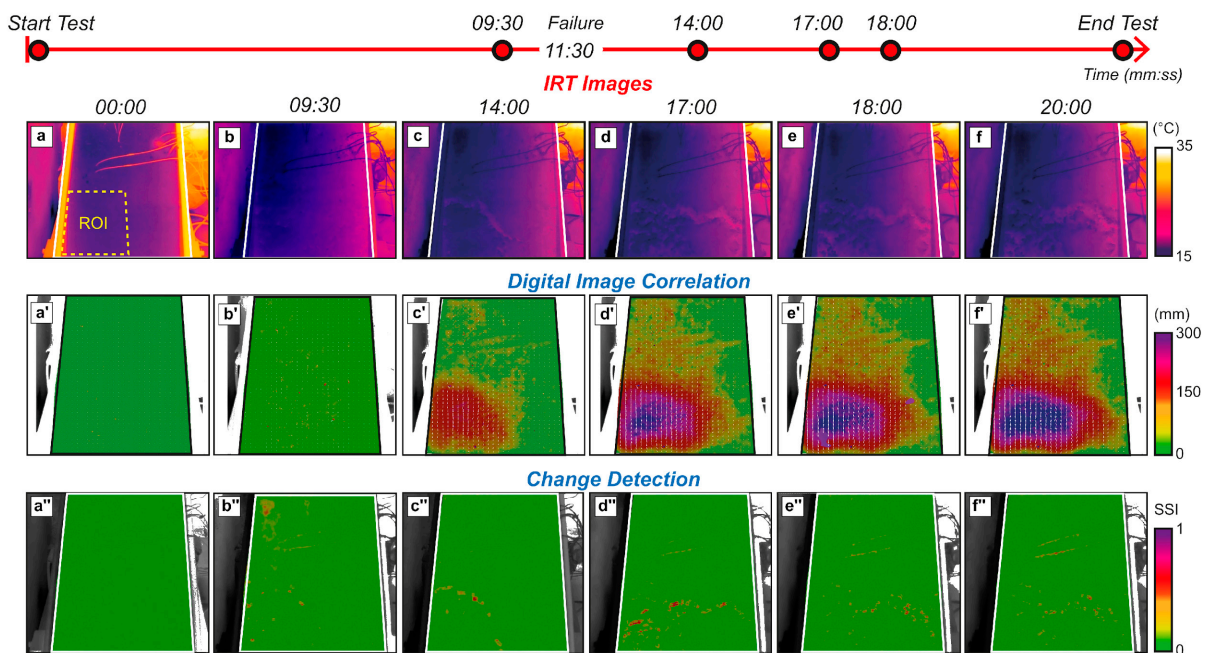 Start Test 09:30 Failure 14:00 17:00 18:00 End Test
11:30
Time (mm:ss)
IRT Images
00:00 09:30 14:00 17:00 18:00 20:00
a b c d e f (°C)
35
ROI
15
Digital Image Correlation
a' b' c' d' e' f' (mm)
300
150
0
Change Detection
a" b" c" d" e" f" SSI
1
0